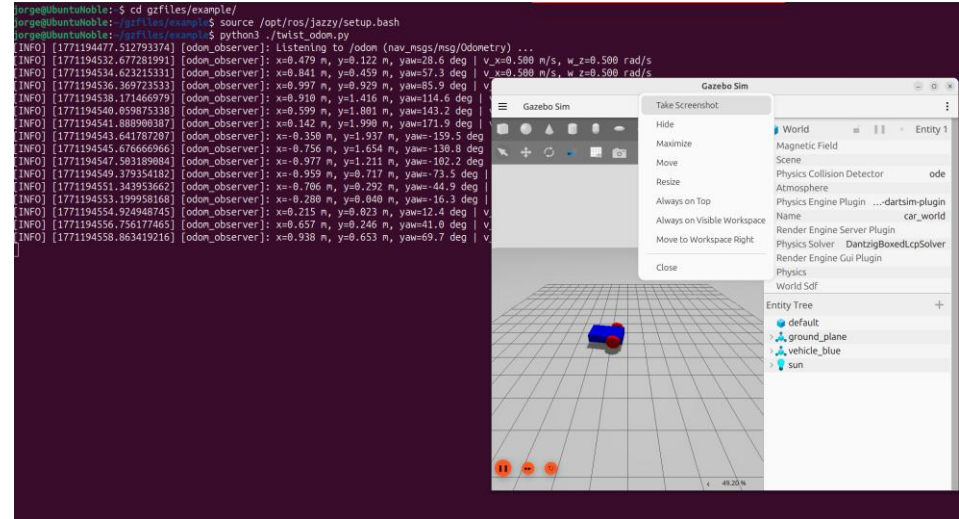 jorge@UbuntuNoble:~$ cd gzfiles/example/
jorge@UbuntuNoble:~/gzfiles/example$ source /opt/ros/jazzy/setup.bash
jorge@UbuntuNoble:~/gzfiles/example$ python3 ./twist_odom.py
[INFO] [1771194477.512793374] [odom_observer]: Listening to /odom (nav_msgs/msg/Odometry) ...
[INFO] [1771194532.677281991] [odom_observer]: x=0.479 m, y=0.122 m, yaw=28.6 deg | v_x=0.500 m/s, w_z=0.500 rad/s
[INFO] [1771194534.623215331] [odom_observer]: x=0.841 m, y=0.459 m, yaw=57.3 deg | v_x=0.500 m/s, w_z=0.500 rad/s
[INFO] [1771194536.369723533] [odom_observer]: x=0.997 m, y=0.929 m, yaw=85.9 deg | v
[INFO] [1771194538.171466979] [odom_observer]: x=0.910 m, y=1.416 m, yaw=114.6 deg |
[INFO] [1771194540.059875338] [odom_observer]: x=0.599 m, y=1.801 m, yaw=143.2 deg |
[INFO] [1771194541.888900387] [odom_observer]: x=0.142 m, y=1.990 m, yaw=171.9 deg |
[INFO] [1771194543.641787207] [odom_observer]: x=-0.350 m, y=1.937 m, yaw=-159.5 deg
[INFO] [1771194545.676666966] [odom_observer]: x=-0.756 m, y=1.654 m, yaw=-130.8 deg
[INFO] [1771194547.503189084] [odom_observer]: x=-0.977 m, y=1.211 m, yaw=-102.2 deg
[INFO] [1771194549.379354182] [odom_observer]: x=-0.959 m, y=0.717 m, yaw=-73.5 deg |
[INFO] [1771194551.343953662] [odom_observer]: x=-0.706 m, y=0.292 m, yaw=-44.9 deg |
[INFO] [1771194553.199958168] [odom_observer]: x=-0.280 m, y=0.040 m, yaw=-16.3 deg |
[INFO] [1771194554.924948745] [odom_observer]: x=0.215 m, y=0.023 m, yaw=12.4 deg | v
[INFO] [1771194556.756177465] [odom_observer]: x=0.657 m, y=0.246 m, yaw=41.0 deg | v
[INFO] [1771194558.863419216] [odom_observer]: x=0.938 m, y=0.653 m, yaw=69.7 deg | v
Gazebo Sim
Gazebo Sim
Take Screenshot
Hide
Maximize
Move
Resize
Always on Top
Always on Visible Workspace
Move to Workspace Right
Close
World
Entity 1
Magnetic Field
Scene
Physics Collision Detector ode
Atmosphere
Physics Engine Plugin ...-dartsim-plugin
Name car_world
Render Engine Server Plugin
Physics Solver DantzigBoxedLcpSolver
Render Engine Gui Plugin
Physics
World Sdf
Entity Tree
default
ground_plane
vehicle_blue
sun
49.20 %